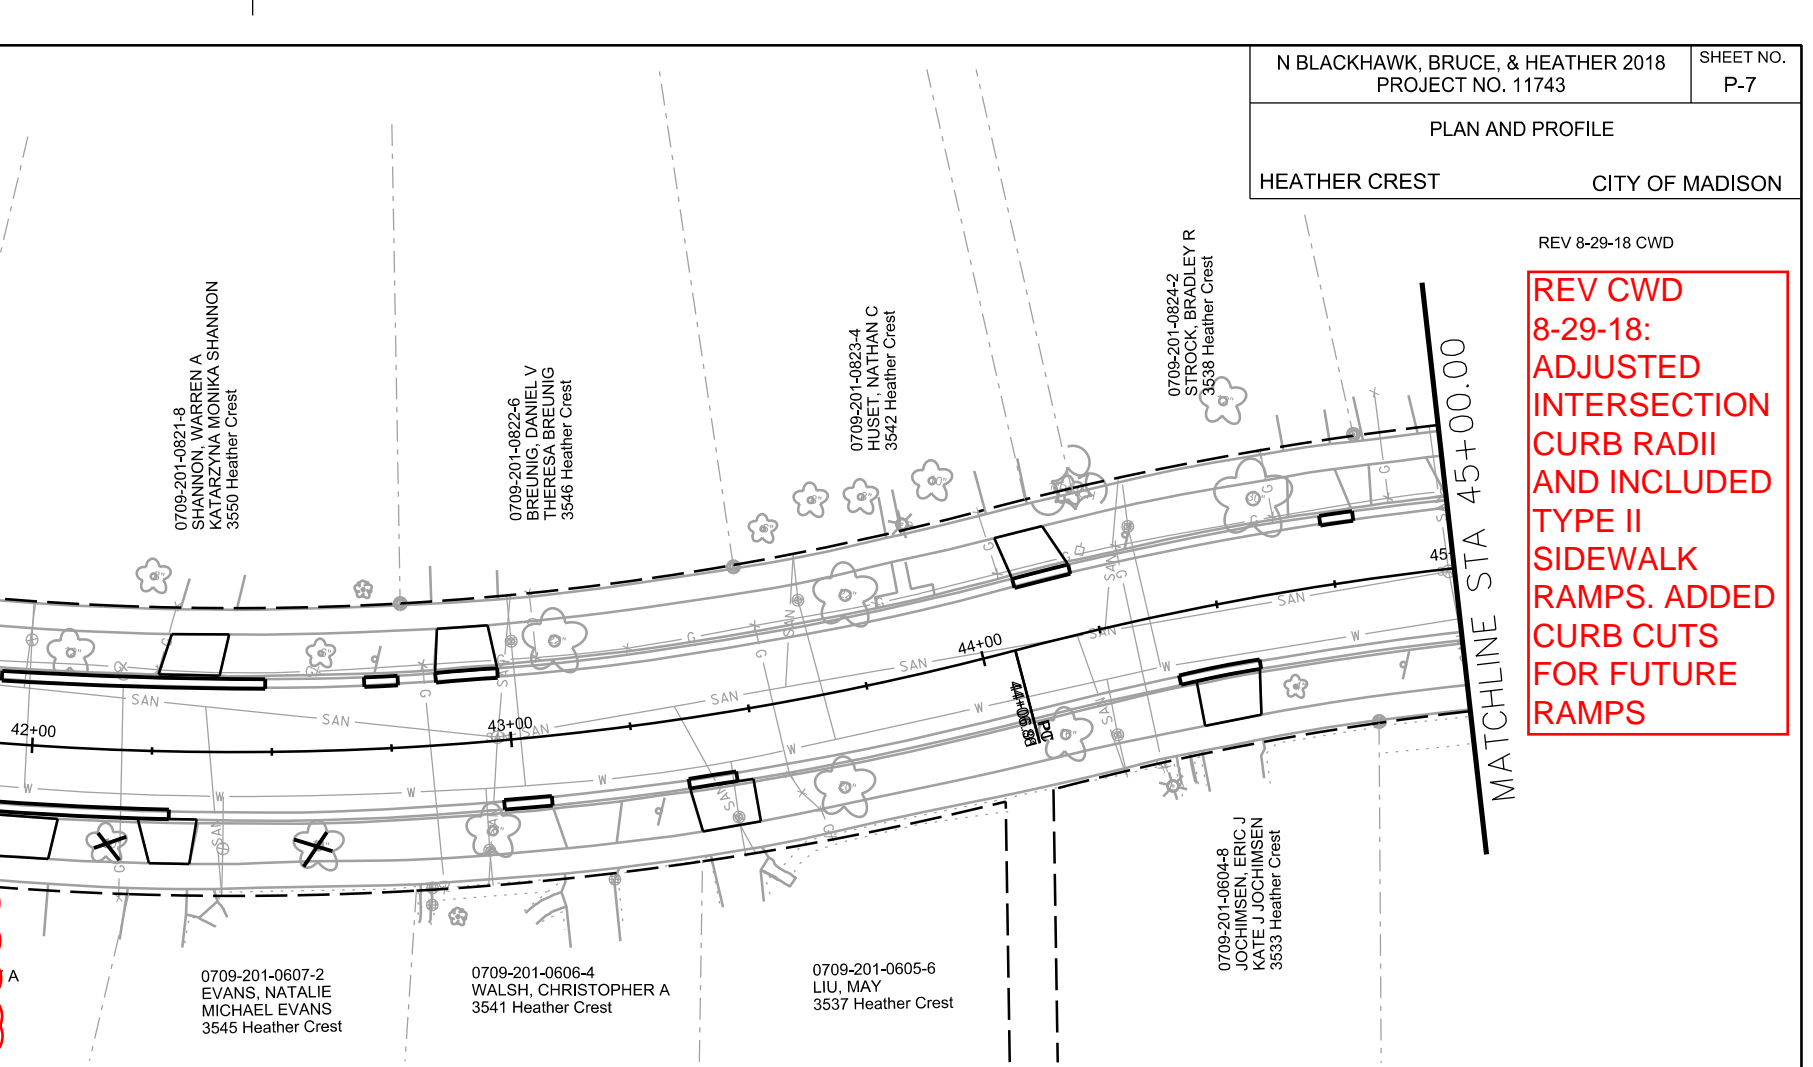 N BLACKHAWK, BRUCE, & HEATHER 2018
PROJECT NO. 11743
SHEET NO.
P-7
PLAN AND PROFILE
HEATHER CREST
CITY OF MADISON
REV 8-29-18 CWD
REV CWD
8-29-18:
ADJUSTED
INTERSECTION
CURB RADII
AND INCLUDED
TYPE II
SIDEWALK
RAMPS. ADDED
CURB CUTS
FOR FUTURE
RAMPS
0709-201-0821-8
SHANNON, WARREN A
KATARZYNA MONIKA SHANNON
3550 Heather Crest
0709-201-0822-6
BREUNIG, DANIEL V
THERESA BREUNIG
3546 Heather Crest
0709-201-0823-4
HUSET, NATHAN C
3542 Heather Crest
0709-201-0824-2
STROCK, BRADLEY R
3538 Heather Crest
MATCHLINE STA 45+00.00
42+00
43+00
44+00
45+
PC
SAN
SAN
SAN
SAN
SAN
SAN
SAN
SAN
SAN
SAN
SAN
W
W
W
W
W
W
W
W
G
G
G
G
A
0709-201-0607-2
EVANS, NATALIE
MICHAEL EVANS
3545 Heather Crest
0709-201-0606-4
WALSH, CHRISTOPHER A
3541 Heather Crest
0709-201-0605-6
LIU, MAY
3537 Heather Crest
0709-201-0604-8
JOCHIMSEN, ERIC J
KATE J JOCHIMSEN
3533 Heather Crest